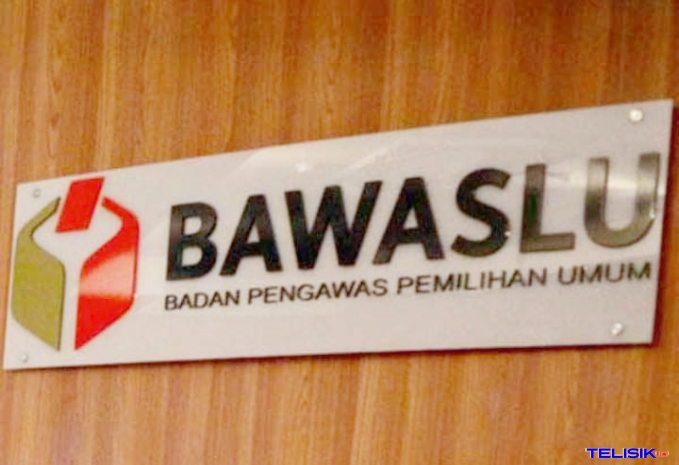 BAWASLU
BADAN PENGAWAS PEMILIHAN UMUM
TELISIK